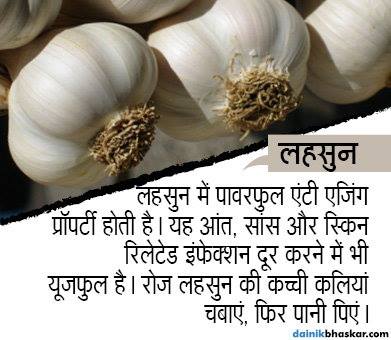 लहसुन
लहसुन में पावरफुल एंटी एजिंग
प्रॉपर्टी होती है। यह आंत, सांस और स्किन
रिलेटेड इंफेक्शन दूर करने में भी
यूजफुल है। रोज लहसुन की कच्ची कलियां
चबाएं, फिर पानी पिएं।
dainikbhaskar.com